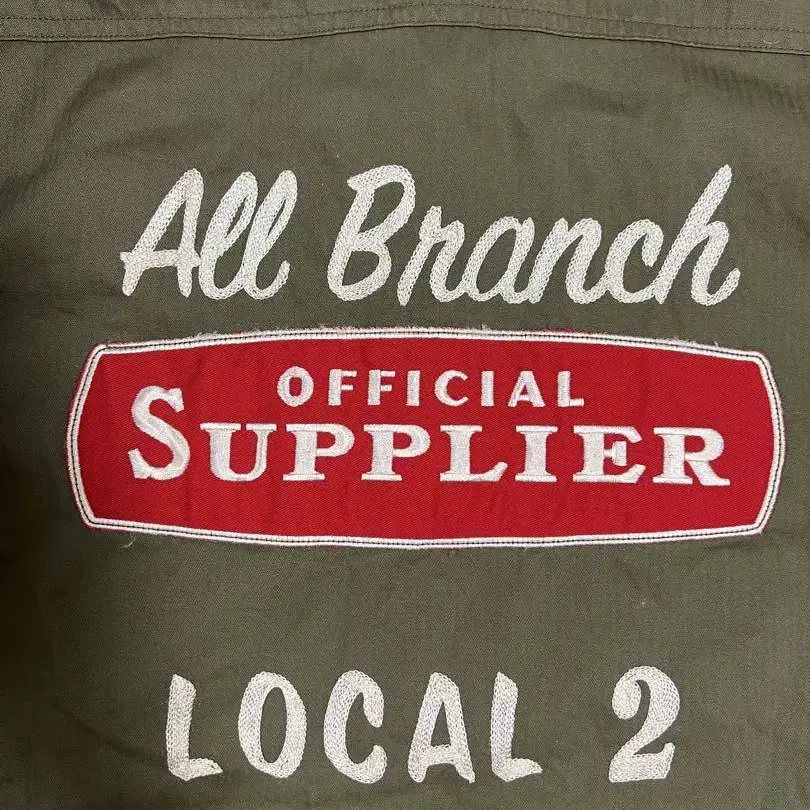 All Branch
OFFICIAL
SUPPLIER
LOCAL 2